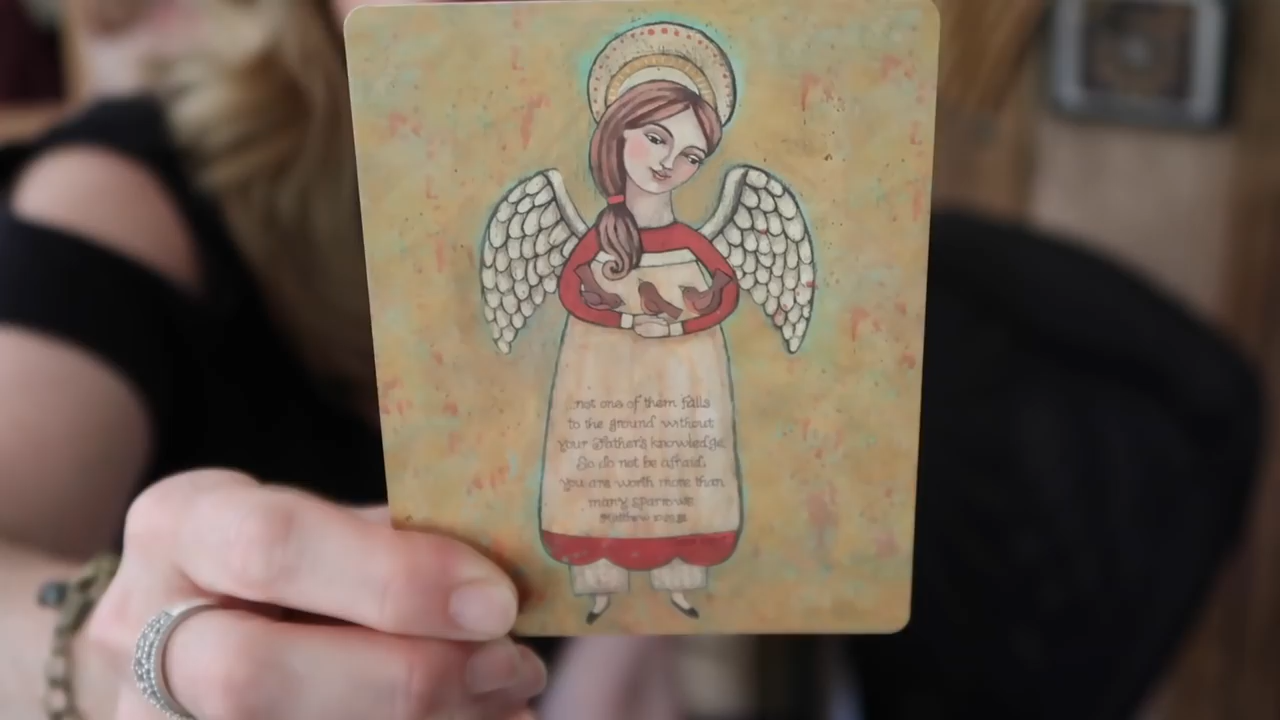 not one of them falls
to the ground without
your Father's knowledge.
So do not be afraid,
you are worth more than
many sparrows
Matthew